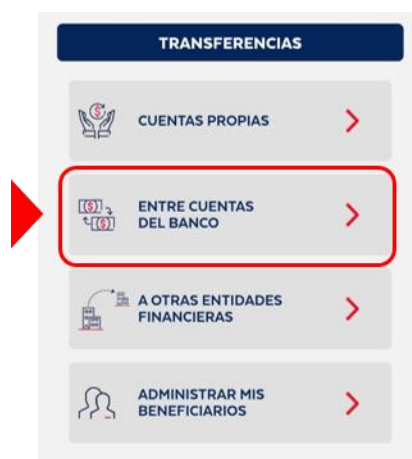 TRANSFERENCIAS
CUENTAS PROPIAS
ENTRE CUENTAS
DEL BANCO
A OTRAS ENTIDADES
FINANCIERAS
ADMINISTRAR MIS
BENEFICIARIOS